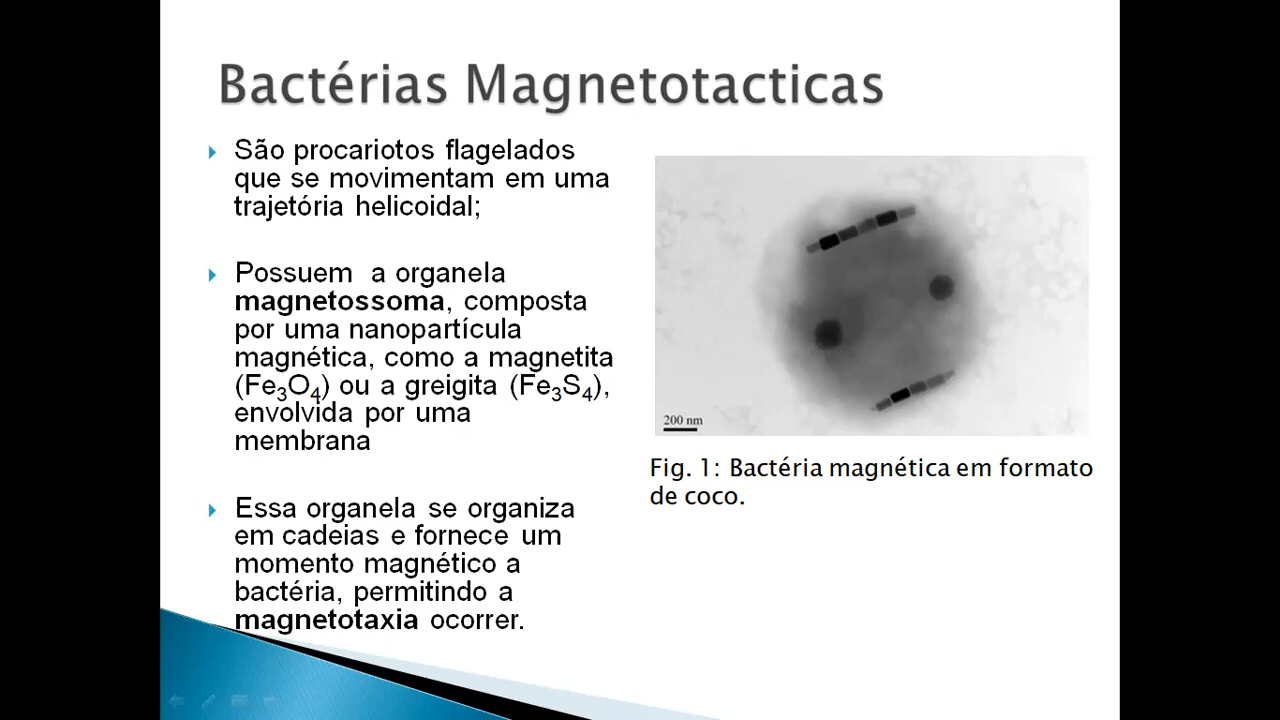 Bactérias Magnetotacticas
São procariotos flagelados
que se movimentam em uma
trajetória helicoidal;
Possuem a organela
magnetossoma, composta
por uma nanopartícula
magnética, como a magnetita
(Fe₃O₄) ou a greigita (Fe₃S₄),
envolvida por uma
membrana
Essa organela se organiza
em cadeias e fornece um
momento magnético a
bactéria, permitindo a
magnetotaxia ocorrer.
200 nm
Fig. 1: Bactéria magnética em formato
de coco.